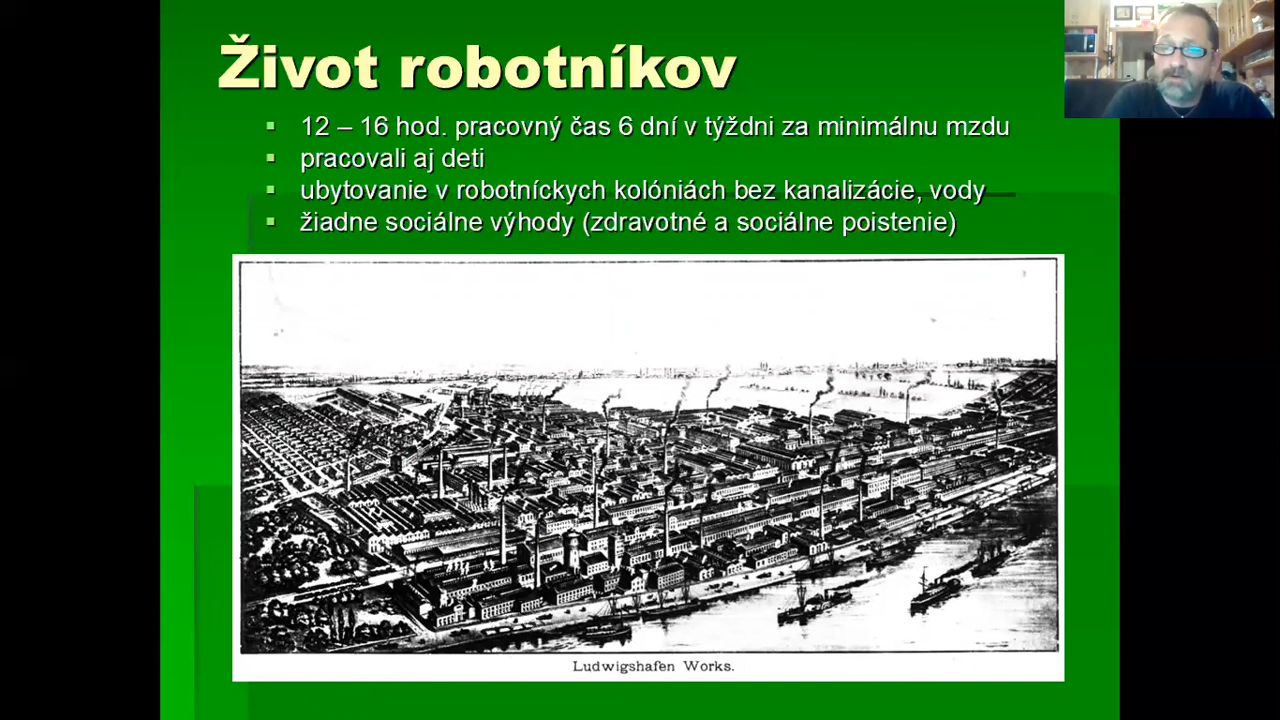 Život robotníkov
▪ 12 – 16 hod. pracovný čas 6 dní v týždni za minimálnu mzdu
▪ pracovali aj deti
▪ ubytovanie v robotníckych kolóniách bez kanalizácie, vody
▪ žiadne sociálne výhody (zdravotné a sociálne poistenie)
Ludwigshafen Works.